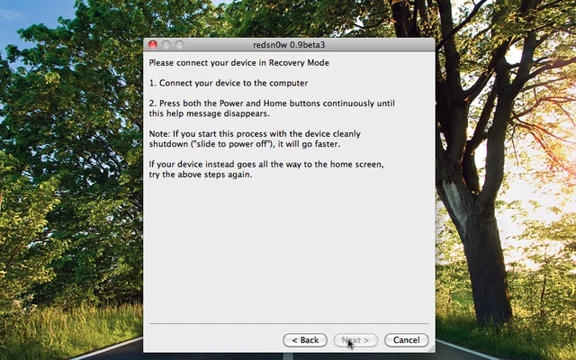 redsn0w 0.9beta3
Please connect your device in Recovery Mode
1. Connect your device to the computer
2. Press both the Power and Home buttons continuously until
this help message disappears.
Note: If you start this process with the device cleanly
shutdown ("slide to power off"), it will go faster.
If your device instead goes all the way to the home screen,
try the above steps again.
< Back
Next >
Cancel